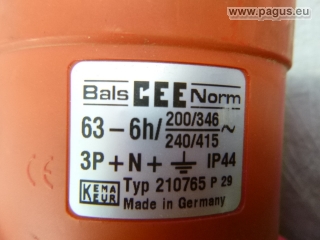 www.pagus.eu
Bals CEE Norm
63 – 6h/ 200/346 ~
240/415
3P + N + ⏚ IP44
KEMA KEUR Typ 210765 P 29
Made in Germany
CE